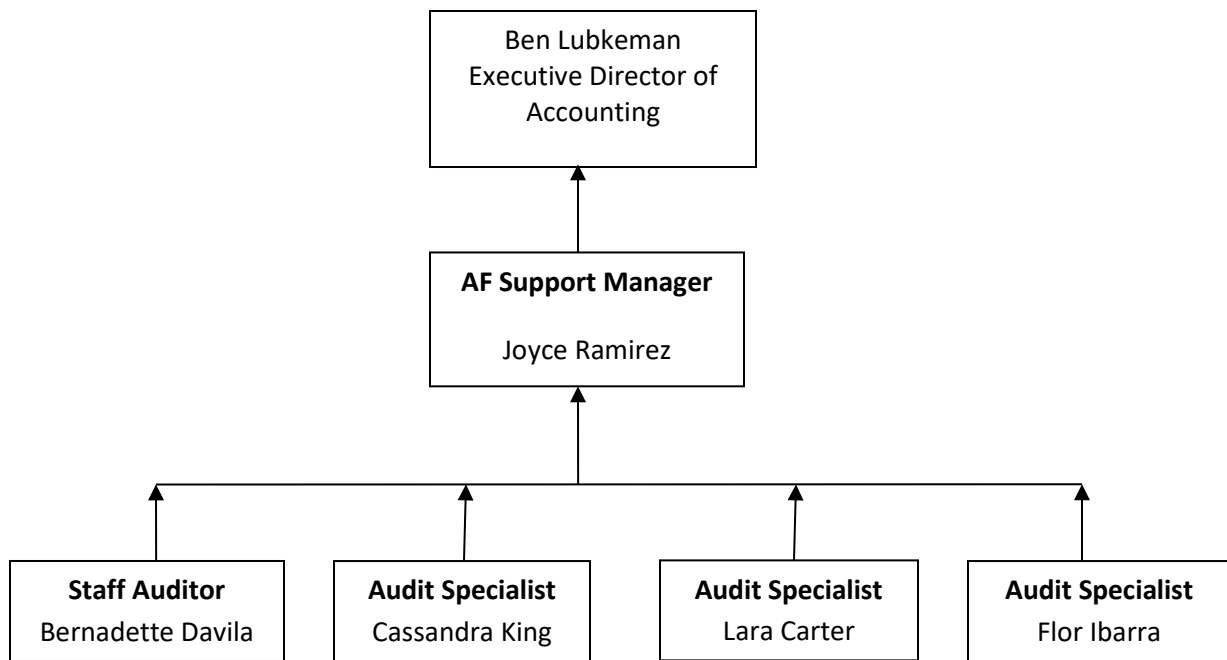 Ben Lubkeman
Executive Director of
Accounting
AF Support Manager
Joyce Ramirez
Staff Auditor
Bernadette Davila
Audit Specialist
Cassandra King
Audit Specialist
Lara Carter
Audit Specialist
Flor Ibarra